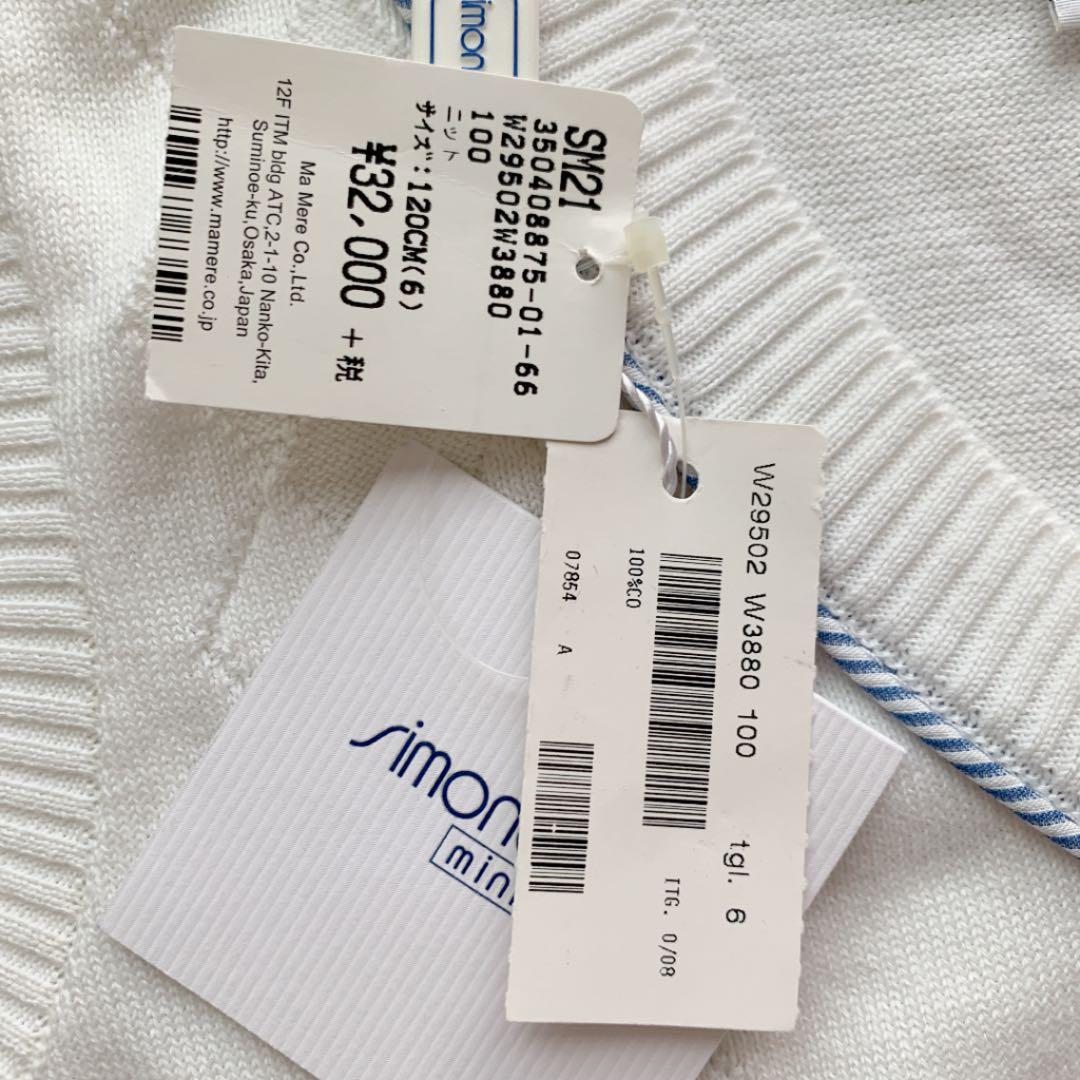 imon
SM21
350408875-01-66
W29502W3880
100
ニット
サイズ:120CM(6)
¥32,000 +税
Ma Mere Co.,Ltd.
12F ITM bldg ATC,2-1-10 Nanko-Kita,
Suminoe-ku,Osaka,Japan
http://www.mamere.co.jp
W29502 W3880 100 tgl. 6
ITG. 0/08
100%CO
07854 A
simon
mini